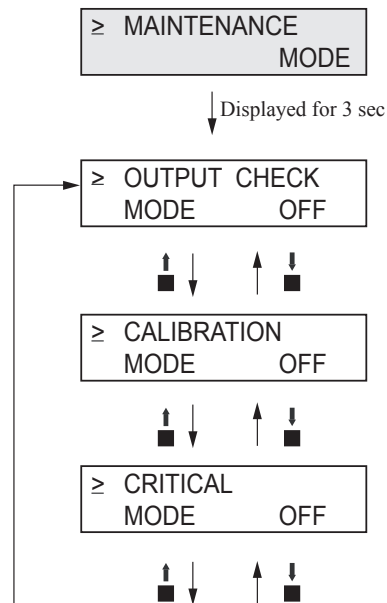 ≥ MAINTENANCE
MODE
Displayed for 3 sec
≥ OUTPUT CHECK
MODE OFF
≥ CALIBRATION
MODE OFF
≥ CRITICAL
MODE OFF